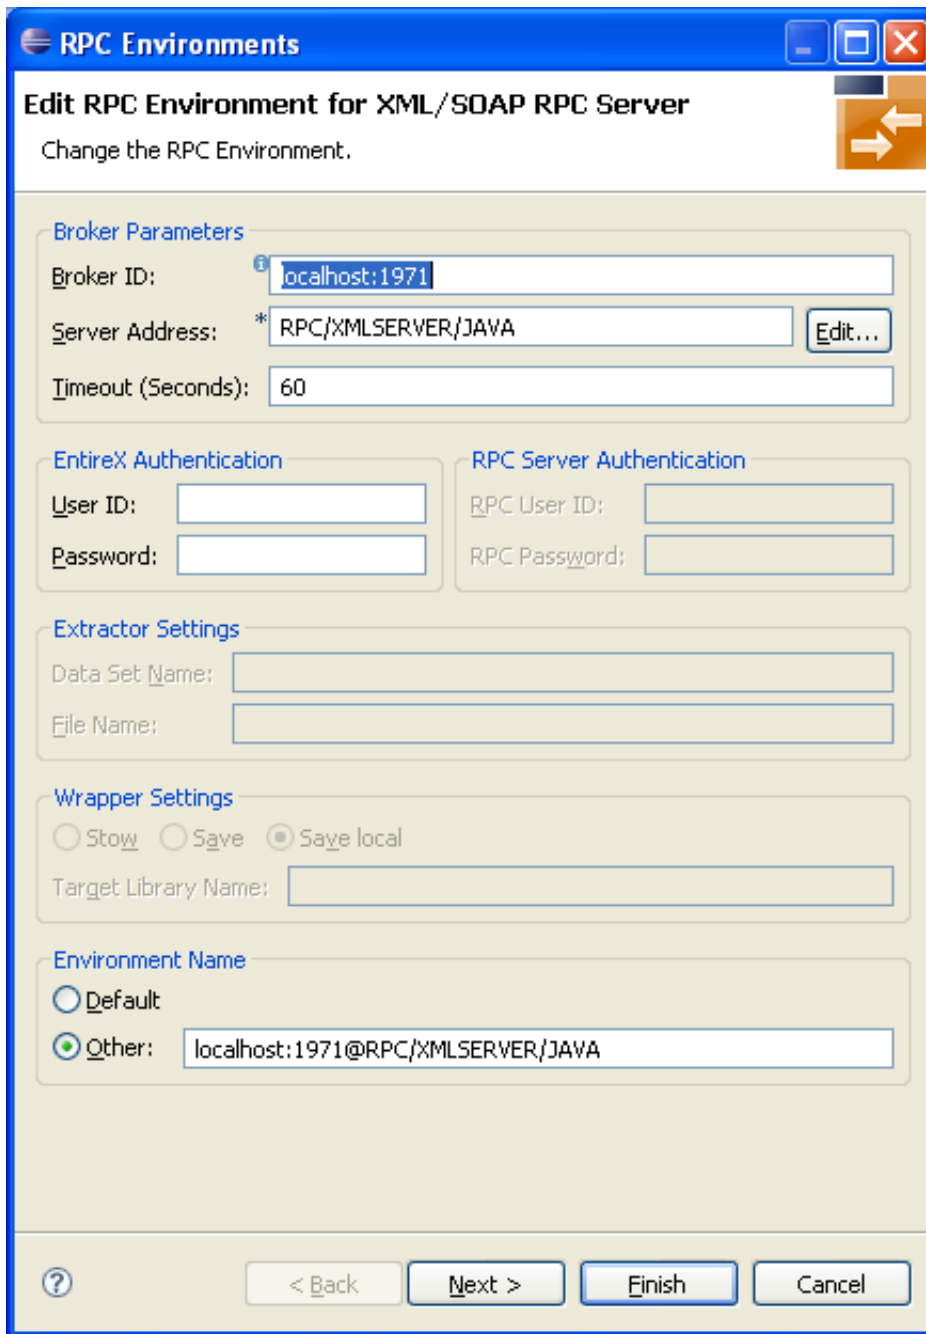 RPC Environments
Edit RPC Environment for XML/SOAP RPC Server
Change the RPC Environment.
Broker Parameters
Broker ID: localhost:1971
Server Address: * RPC/XMLSERVER/JAVA Edit...
Timeout (Seconds): 60
EntireX Authentication RPC Server Authentication
User ID: RPC User ID:
Password: RPC Password:
Extractor Settings
Data Set Name:
File Name:
Wrapper Settings
Stow Save Save local
Target Library Name:
Environment Name
Default
Other: localhost:1971@RPC/XMLSERVER/JAVA
? < Back Next > Finish Cancel